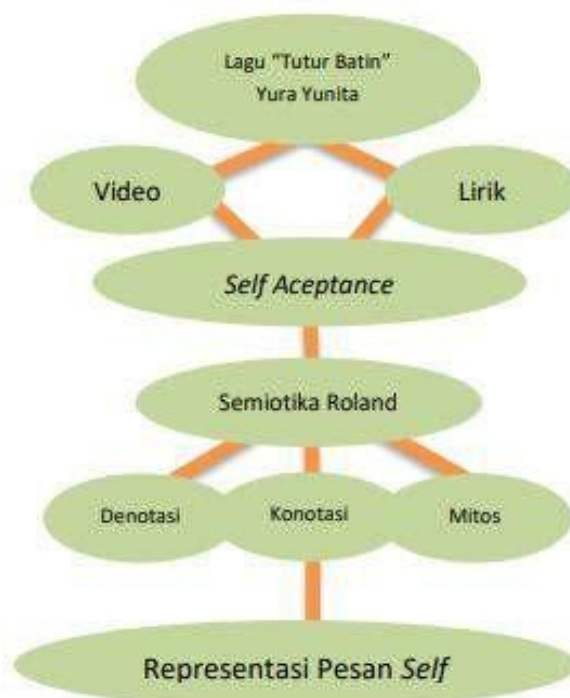 Lagu “Tutur Batin”
Yura Yunita
Video
Lirik
Self Aceptance
Semiotika Roland
Denotasi
Konotasi
Mitos
Representasi Pesan Self